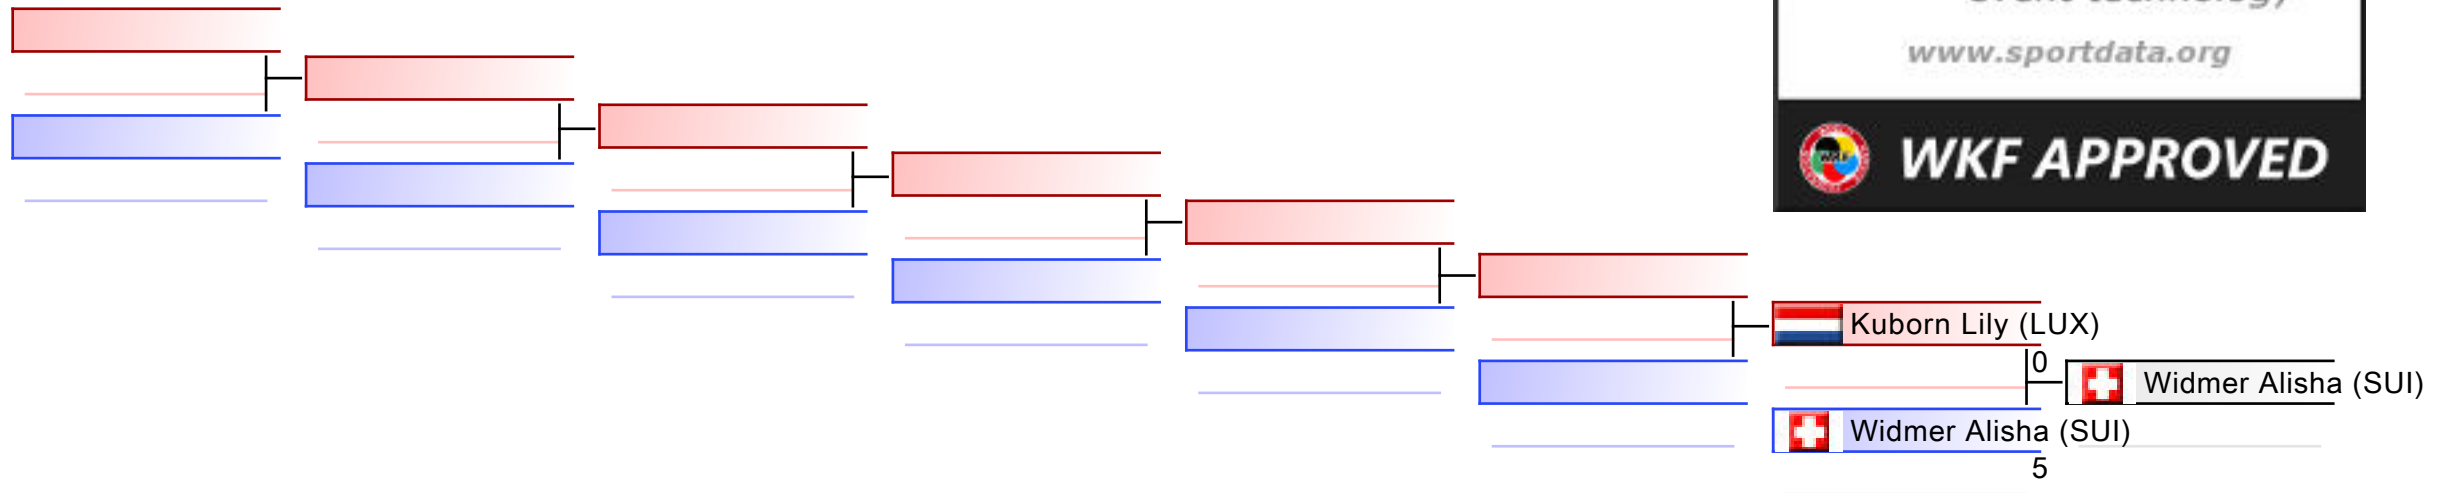 www.sportdata.org
WKF APPROVED
Kuborn Lily (LUX)
0
Widmer Alisha (SUI)
Widmer Alisha (SUI)
5